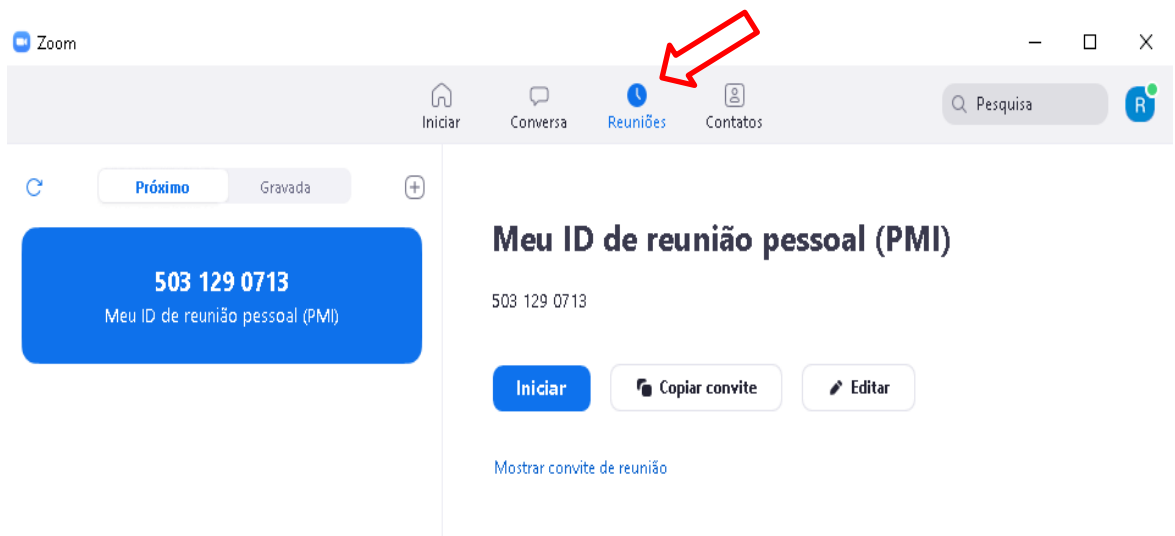 Zoom
Iniciar Conversa Reuniões Contatos
Pesquisa
R
Próximo Gravada
503 129 0713
Meu ID de reunião pessoal (PMI)
Meu ID de reunião pessoal (PMI)
503 129 0713
Iniciar Copiar convite Editar
Mostrar convite de reunião